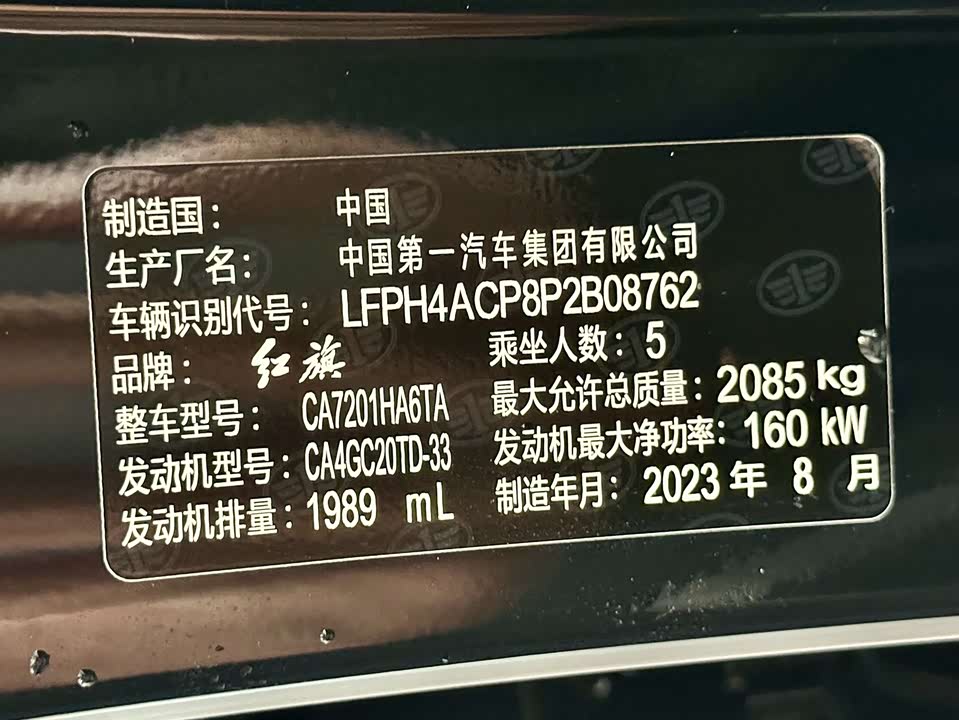 制造国： 中国
生产厂名： 中国第一汽车集团有限公司
车辆识别代号： LFPH4ACP8P2B08762
品牌： 红旗 乘坐人数：5
整车型号： CA7201HA6TA 最大允许总质量：2085 kg
发动机型号：CA4GC20TD-33 发动机最大净功率：160 kW
发动机排量：1989 mL 制造年月：2023 年 8 月